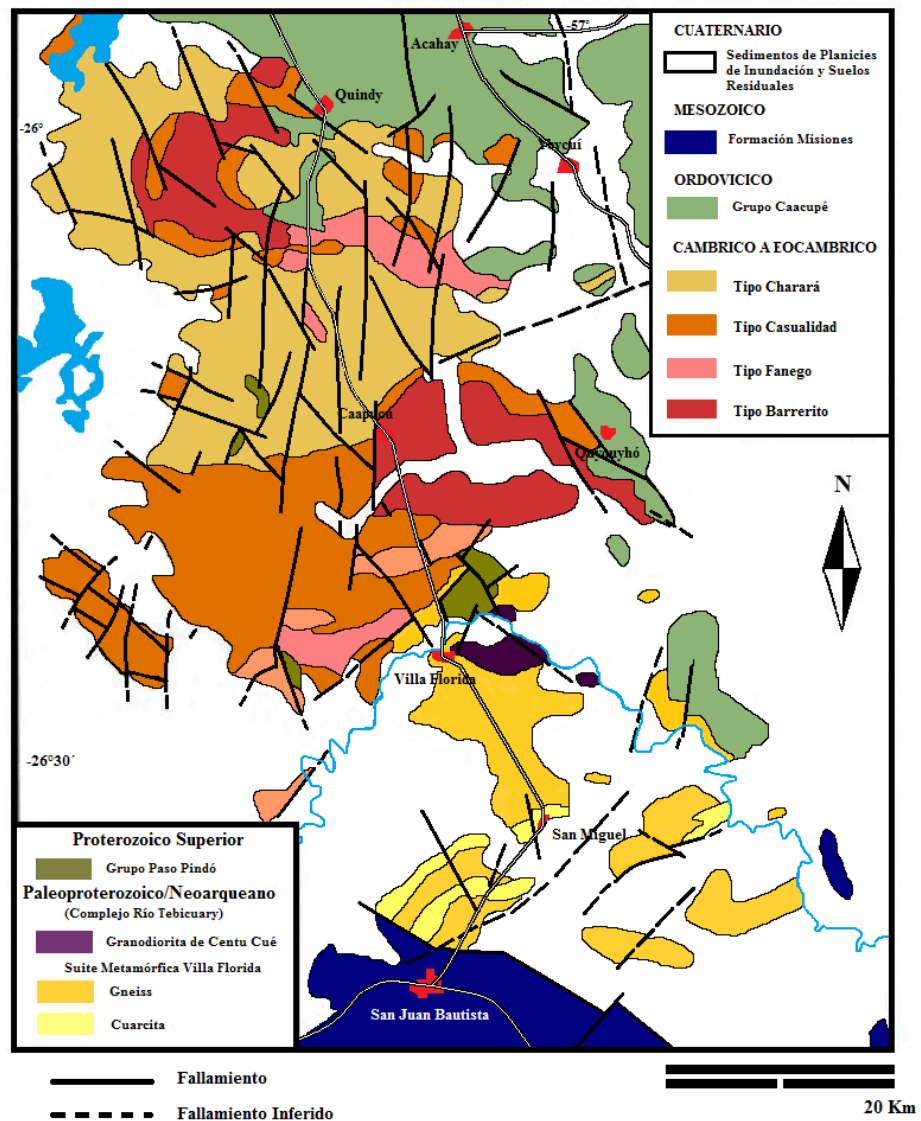 -57°
Acahay
Quindy
-26°
Ybycuí
Caapucú
Quyquyhó
N
Villa Florida
-26°30´
San Miguel
San Juan Bautista
CUATERNARIO
Sedimentos de Planicies
de Inundación y Suelos
Residuales
MESOZOICO
Formación Misiones
ORDOVICICO
Grupo Caacupé
CAMBRICO A EOCAMBRICO
Tipo Charará
Tipo Casualidad
Tipo Fanego
Tipo Barrerito
Proterozoico Superior
Grupo Paso Pindó
Paleoproterozoico/Neoarqueano
(Complejo Río Tebicuary)
Granodiorita de Centu Cué
Suite Metamórfica Villa Florida
Gneiss
Cuarcita
Fallamiento
Fallamiento Inferido
20 Km